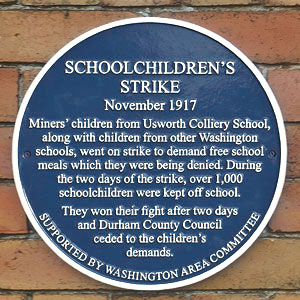 SCHOOLCHILDREN'S
STRIKE
November 1917
Miners' children from Usworth Colliery School,
along with children from other Washington
schools, went on strike to demand free school
meals which they were being denied. During
the two days of the strike, over 1,000
schoolchildren were kept off school.
They won their fight after two days
and Durham County Council
ceded to the children's
demands.
SUPPORTED BY WASHINGTON AREA COMMITTEE